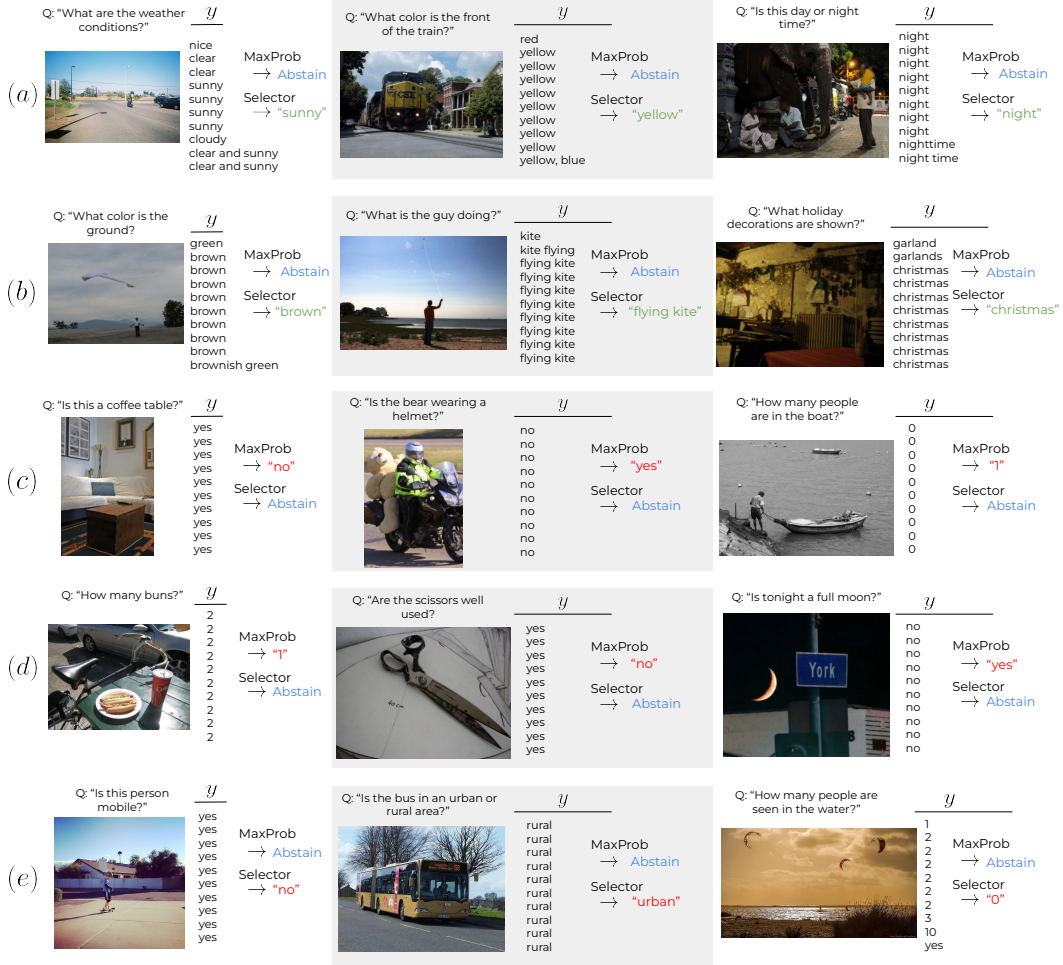 (a)
Q: “What are the weather
conditions?”
y
nice
clear
clear
sunny
sunny
sunny
sunny
cloudy
clear and sunny
clear and sunny
MaxProb
→ Abstain
Selector
→ “sunny”
Q: “What color is the front
of the train?”
y
red
yellow
yellow
yellow
yellow
yellow
yellow
yellow
yellow
yellow, blue
MaxProb
→ Abstain
Selector
→ “yellow”
Q: “Is this day or night
time?”
y
night
night
night
night
night
night
night
night
nighttime
night time
MaxProb
→ Abstain
Selector
→ “night”
(b)
Q: “What color is the
ground?
y
green
brown
brown
brown
brown
brown
brown
brown
brown
brownish green
MaxProb
→ Abstain
Selector
→ “brown”
Q: “What is the guy doing?”
y
kite
kite flying
flying kite
flying kite
flying kite
flying kite
flying kite
flying kite
flying kite
flying kite
MaxProb
→ Abstain
Selector
→ “flying kite”
Q: “What holiday
decorations are shown?”
y
garland
garlands
christmas
christmas
christmas
christmas
christmas
christmas
christmas
christmas
MaxProb
→ Abstain
Selector
→ “christmas”
(c)
Q: “Is this a coffee table?”
y
yes
yes
yes
yes
yes
yes
yes
yes
yes
yes
MaxProb
→ “no”
Selector
→ Abstain
Q: “Is the bear wearing a
helmet?”
y
no
no
no
no
no
no
no
no
no
no
MaxProb
→ “yes”
Selector
→ Abstain
Q: “How many people
are in the boat?”
y
0
0
0
0
0
0
0
0
0
0
MaxProb
→ “1”
Selector
→ Abstain
(d)
Q: “How many buns?”
y
2
2
2
2
2
2
2
2
2
2
MaxProb
→ “1”
Selector
→ Abstain
Q: “Are the scissors well
used?
40 cm
y
yes
yes
yes
yes
yes
yes
yes
yes
yes
yes
MaxProb
→ “no”
Selector
→ Abstain
Q: “Is tonight a full moon?”
York
y
no
no
no
no
no
no
no
no
no
no
MaxProb
→ “yes”
Selector
→ Abstain
(e)
Q: “Is this person
mobile?”
y
yes
yes
yes
yes
yes
yes
yes
yes
yes
yes
MaxProb
→ Abstain
Selector
→ “no”
Q: “Is the bus in an urban or
rural area?”
y
rural
rural
rural
rural
rural
rural
rural
rural
rural
rural
MaxProb
→ Abstain
Selector
→ “urban”
Q: “How many people are
seen in the water?”
y
1
2
2
2
2
2
2
3
10
yes
MaxProb
→ Abstain
Selector
→ “0”